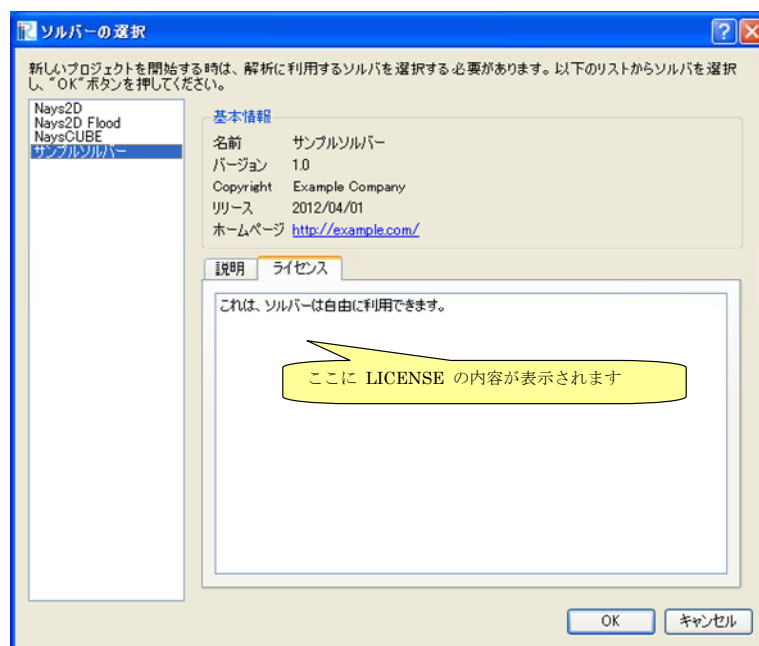 ソルバーの選択
新しいプロジェクトを開始する時は、解析に利用するソルバを選択する必要があります。以下のリストからソルバを選択
し、“OK”ボタンを押してください。
Nays2D
Nays2D Flood
NaysCUBE
サンプルソルバー
基本情報
名前 サンプルソルバー
バージョン 1.0
Copyright Example Company
リリース 2012/04/01
ホームページ http://example.com/
説明 ライセンス
これは、ソルバーは自由に利用できます。
ここに LICENSE の内容が表示されます
OK キャンセル